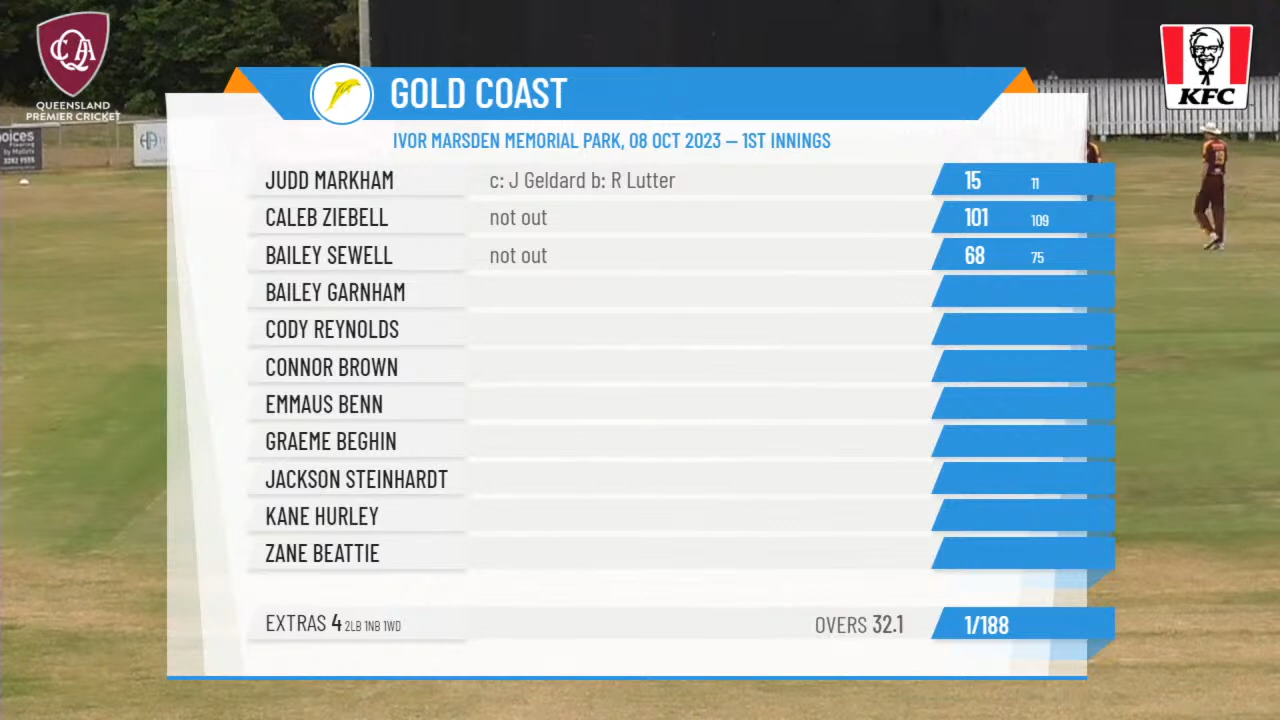 QUEENSLAND
PREMIER CRICKET
KFC
GOLD COAST
IVOR MARSDEN MEMORIAL PARK, 08 OCT 2023 – 1ST INNINGS
JUDD MARKHAM c: J Geldard b: R Lutter 15 11
CALEB ZIEBELL not out 101 109
BAILEY SEWELL not out 68 75
BAILEY GARNHAM
CODY REYNOLDS
CONNOR BROWN
EMMAUS BENN
GRAEME BEGHIN
JACKSON STEINHARDT
KANE HURLEY
ZANE BEATTIE
EXTRAS 4 2LB 1NB 1WD OVERS 32.1 1/188